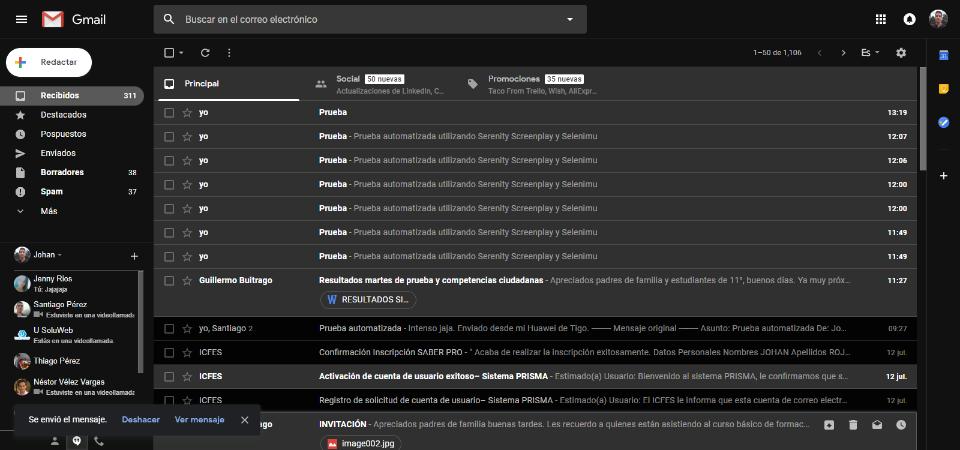 Gmail
Buscar en el correo electrónico
Redactar
1–50 de 1,106
Es
Recibidos 311
Destacados
Pospuestos
Enviados
Borradores 38
Spam 37
Más
Principal
Social 50 nuevas
Actualizaciones de LinkedIn, C…
Promociones 35 nuevas
Taco From Trello, Wish, AliExpr…
yo Prueba 13:19
yo Prueba - Prueba automatizada utilizando Serenity Screenplay y Selenimu 12:07
yo Prueba - Prueba automatizada utilizando Serenity Screenplay y Selenimu 12:06
yo Prueba - Prueba automatizada utilizando Serenity Screenplay y Selenimu 12:00
yo Prueba - Prueba automatizada utilizando Serenity Screenplay y Selenimu 12:00
yo Prueba - Prueba automatizada utilizando Serenity Screenplay y Selenimu 11:49
yo Prueba - Prueba automatizada utilizando Serenity Screenplay y Selenimu 11:49
Guillermo Buitrago Resultados martes de prueba y competencias ciudadanas - Apreciados padres de familia y estudiantes de 11°, buenos días. Ya muy próx… 11:27
W RESULTADOS SI…
yo, Santiago 2 Prueba automatizada - Intenso jaja. Enviado desde mi Huawei de Tigo. —— Mensaje original —— Asunto: Prueba automatizada De: Jo… 09:27
ICFES Confirmación Inscripción SABER PRO - " Acaba de realizar la inscripción exitosamente. Datos Personales Nombres JOHAN Apellidos ROJ… 12 jul.
ICFES Activación de cuenta de usuario exitoso– Sistema PRISMA - Estimado(a) Usuario: Bienvenido al sistema PRISMA, le confirmamos que s… 12 jul.
ICFES Registro de solicitud de cuenta de usuario– Sistema PRISMA - Estimado(a) Usuario: El ICFES le informa que esta cuenta de correo electr… 12 jul.
ago INVITACIÓN - Apreciados padres de familia buenas tardes. Les recuerdo a quienes están asistiendo al curso básico de formac…
image002.jpg
Johan
Jenny Ríos
Tú: Jajajaja
Santiago Pérez
Estuviste en una videollamada
U SoluWeb
Estás en una videollamada.
Thiago Pérez
Néstor Vélez Vargas
Estuviste en una videollamada
Se envió el mensaje. Deshacer Ver mensaje